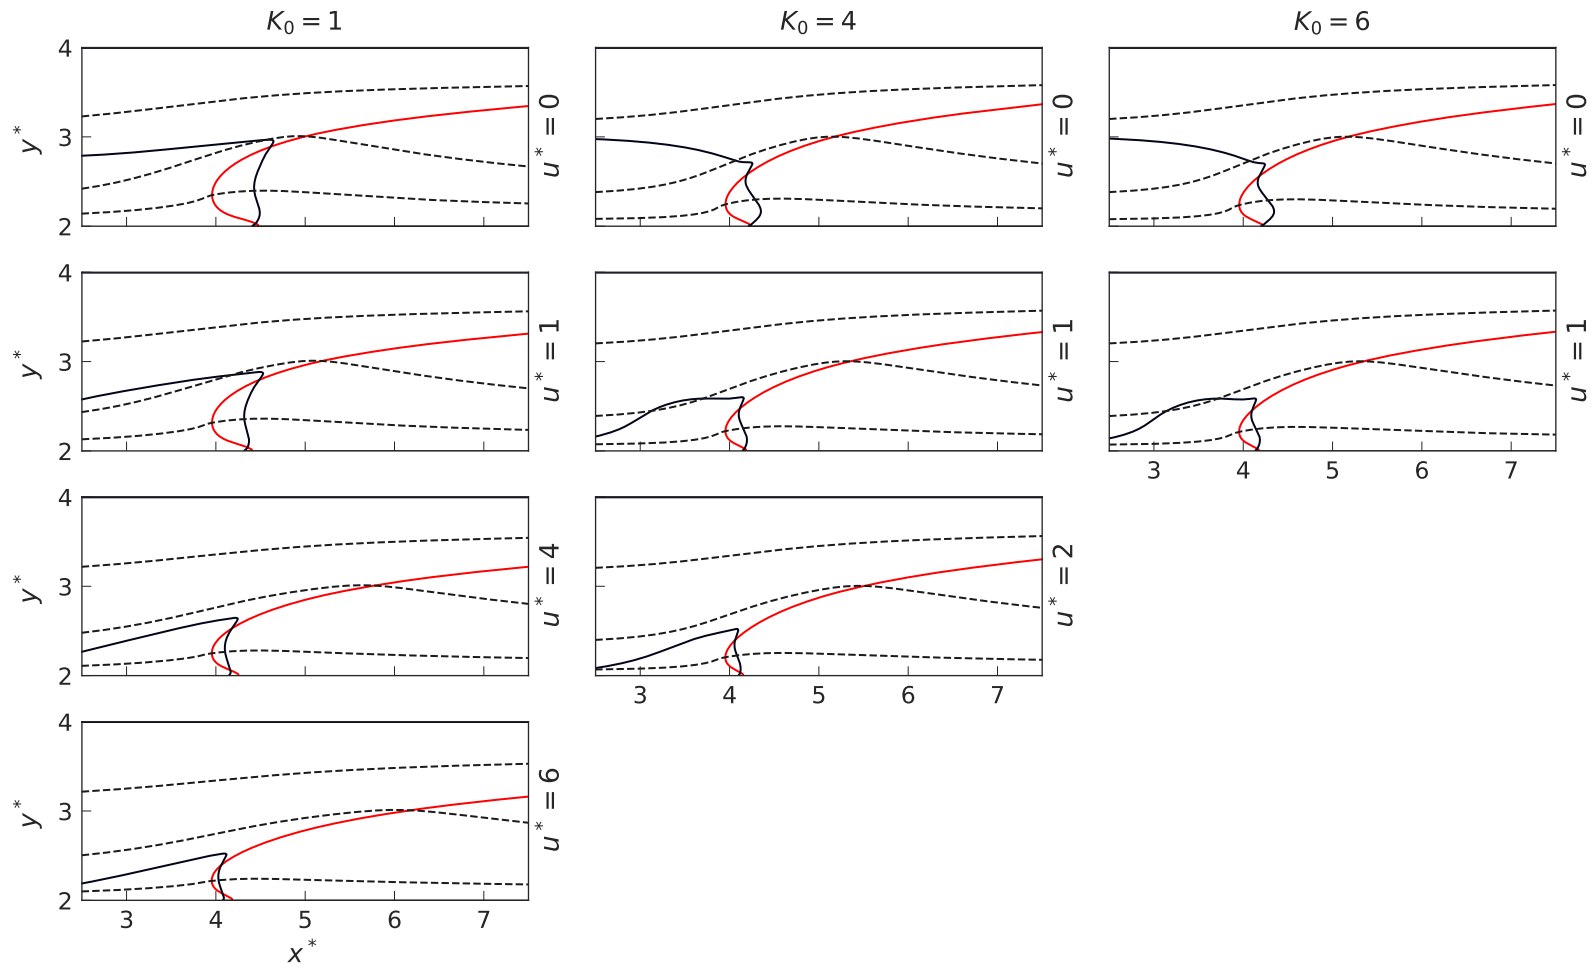 K₀ = 1 K₀ = 4 K₀ = 6
4
3
2
y*
u* = 0
u* = 0
u* = 0
4
3
2
y*
u* = 1
u* = 1
u* = 1
3 4 5 6 7
4
3
2
y*
u* = 4
u* = 2
3 4 5 6 7
4
3
2
y*
u* = 6
3 4 5 6 7
x*